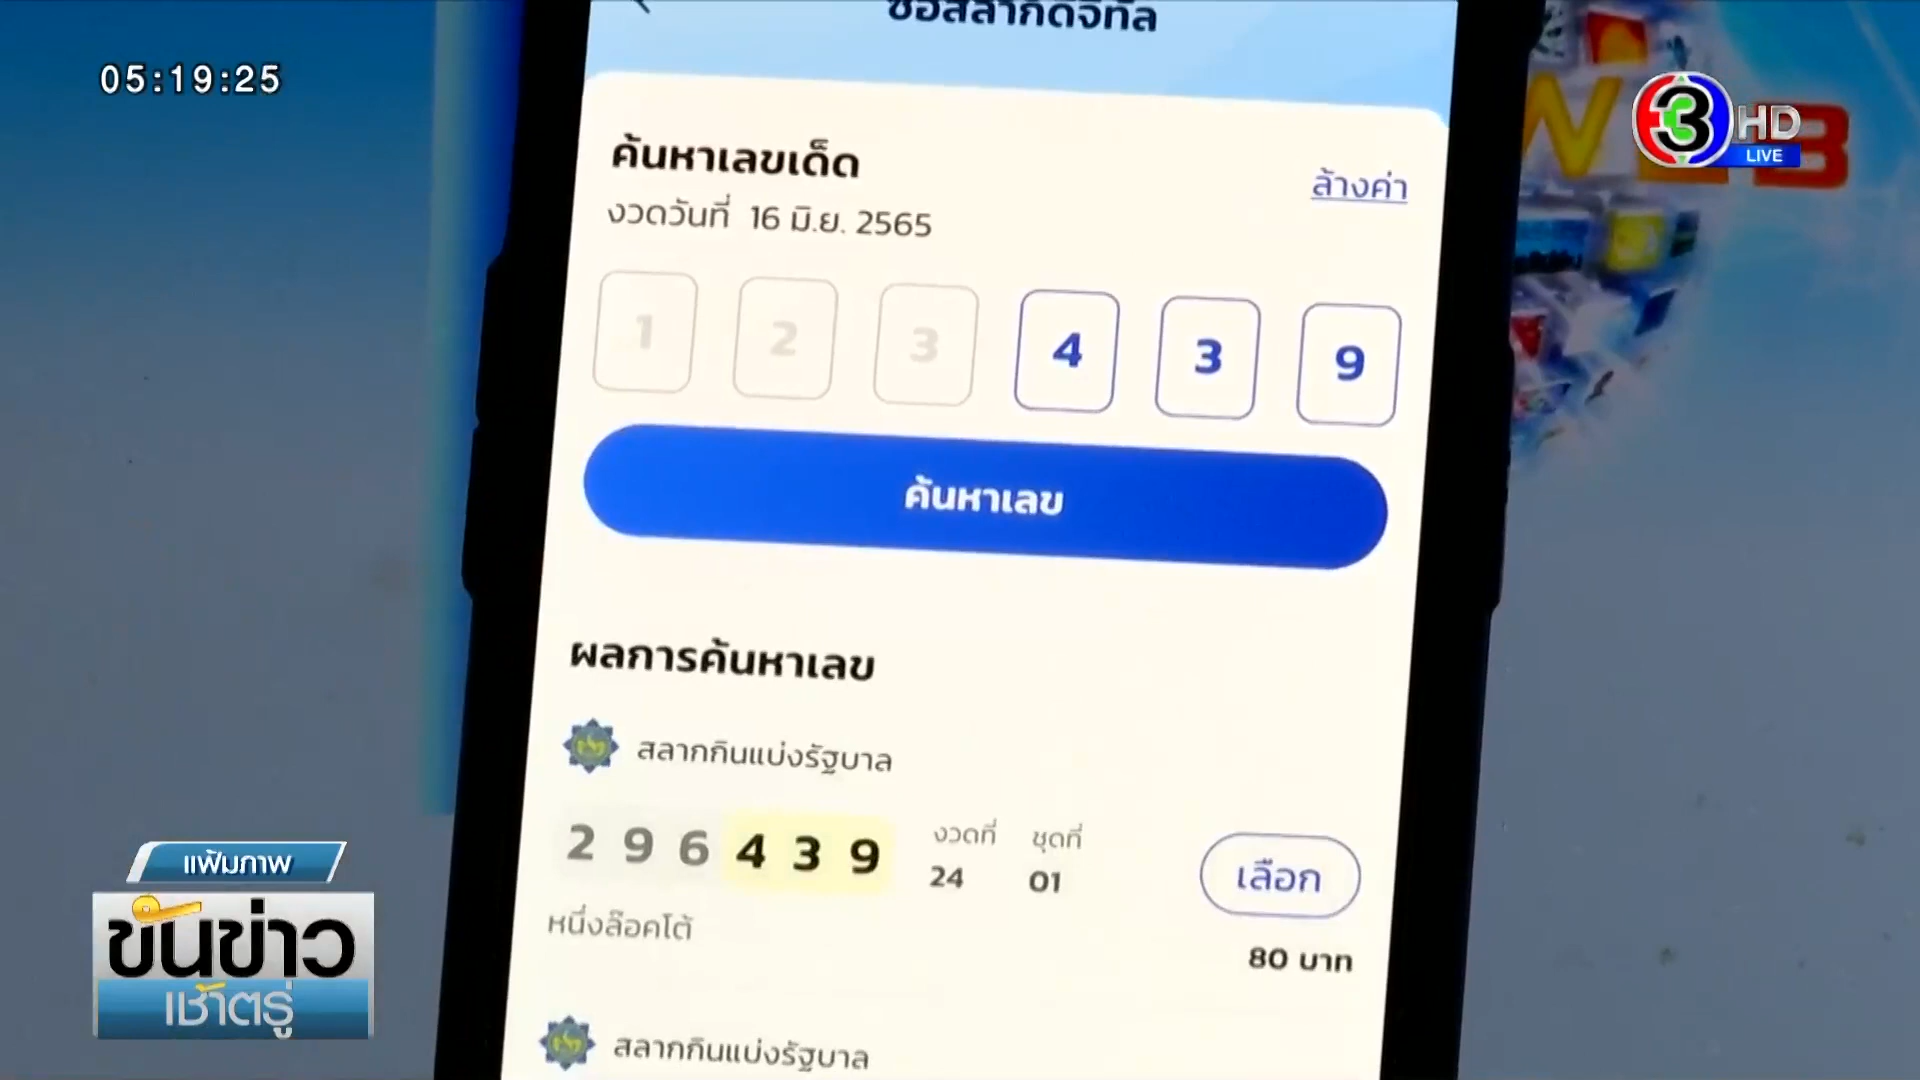 ซื้อสลากดิจิทัล
05:19:25
3 HD
LIVE
ค้นหาเลขเด็ด
ล้างค่า
งวดวันที่ 16 มิ.ย. 2565
1 2 3 4 3 9
ค้นหาเลข
ผลการค้นหาเลข
สลากกินแบ่งรัฐบาล
296439
งวดที่ ชุดที่
24 01
เลือก
หนึ่งล๊อคโต้
80 บาท
สลากกินแบ่งรัฐบาล
แฟ้มภาพ
ขันข่าว
เช้าตรู่